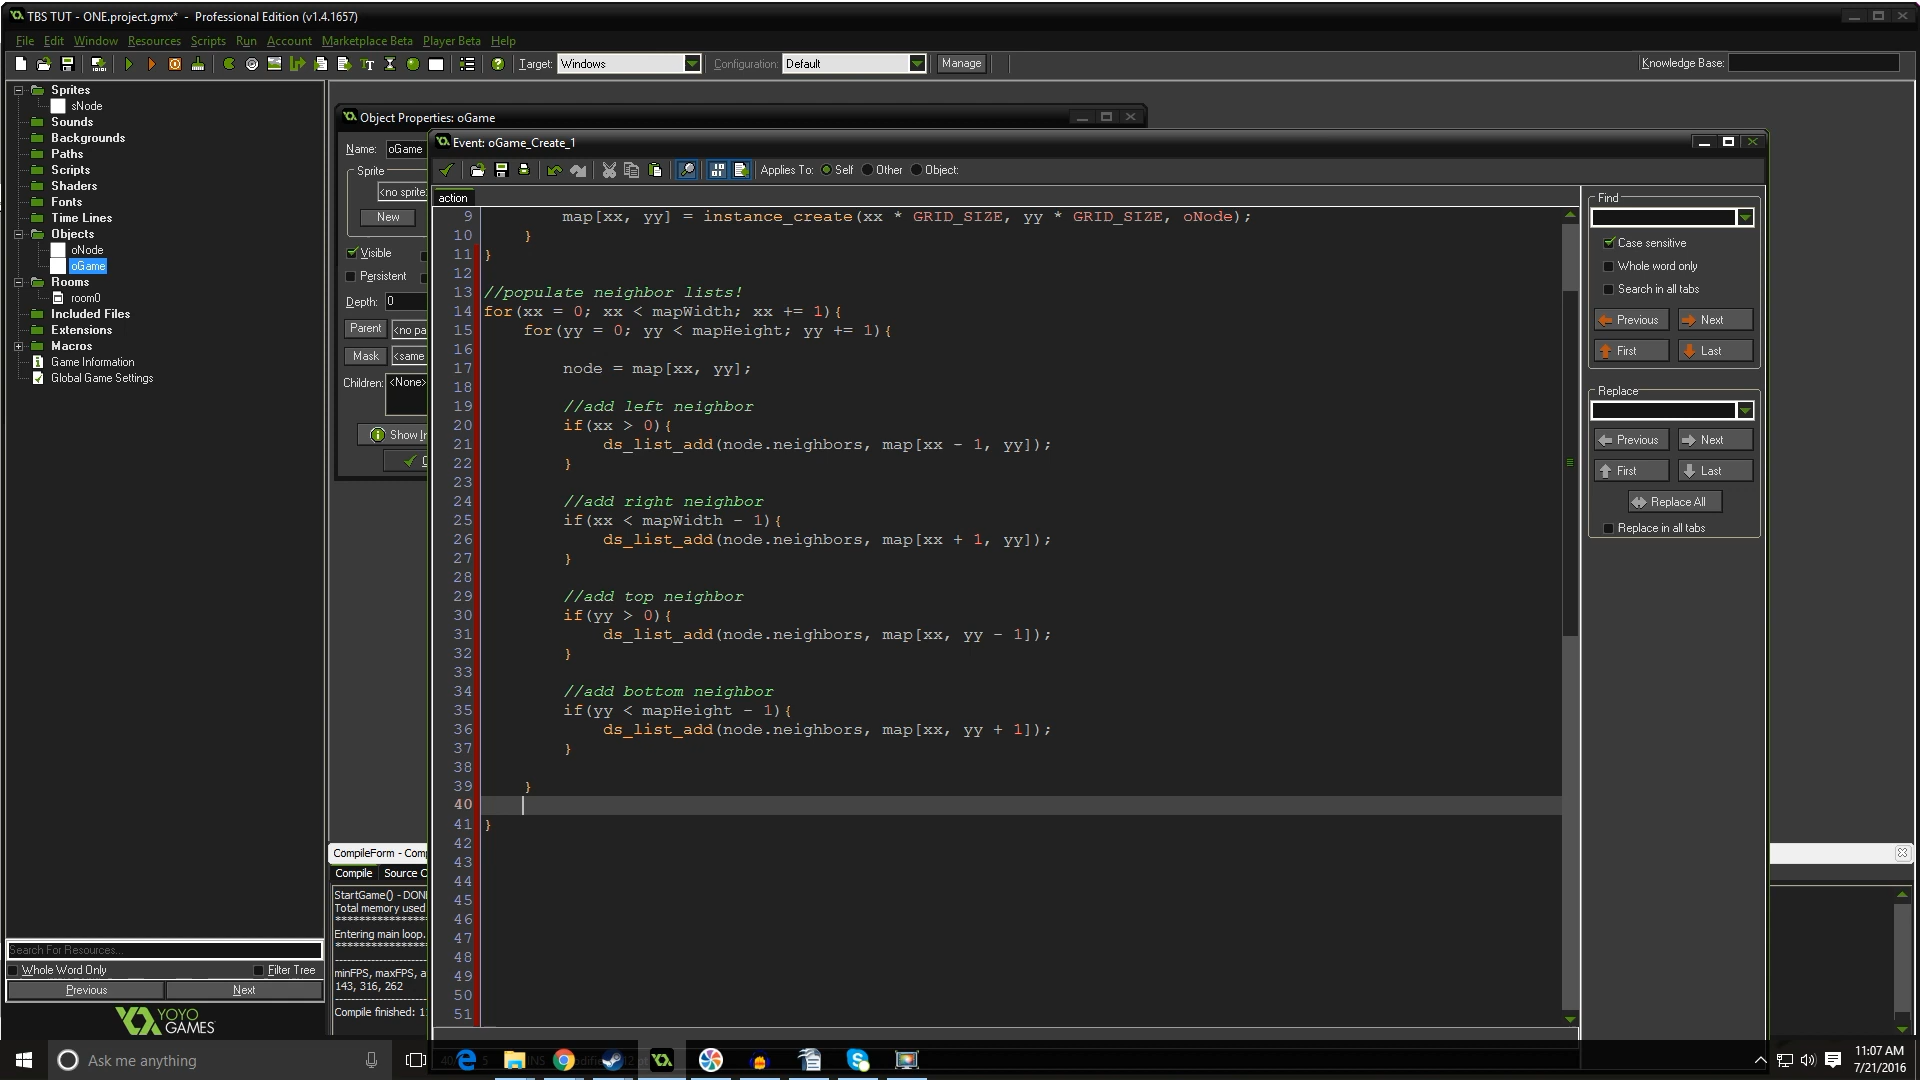 TBS TUT - ONE.project.gmx* - Professional Edition (v1.4.1657)
File Edit Window Resources Scripts Run Account Marketplace Beta Player Beta Help
Target: Windows Configuration: Default Manage Knowledge Base:
Sprites
sNode
Sounds
Backgrounds
Paths
Scripts
Shaders
Fonts
Time Lines
Objects
oNode
oGame
Rooms
room0
Included Files
Extensions
Macros
Game Information
Global Game Settings
Search For Resources...
Whole Word Only Filter Tree
Previous Next
YOYO
GAMES
Object Properties: oGame
Name: oGame
Sprite
<no sprite
New
Visible
Persistent
Depth: 0
Parent <no pa
Mask <same
Children: <None>
Show In
Event: oGame_Create_1
Applies To: Self Other Object:
action
9 map[xx, yy] = instance_create(xx * GRID_SIZE, yy * GRID_SIZE, oNode);
10 }
11 }
12
13 //populate neighbor lists!
14 for(xx = 0; xx < mapWidth; xx += 1){
15 for(yy = 0; yy < mapHeight; yy += 1){
16
17 node = map[xx, yy];
18
19 //add left neighbor
20 if(xx > 0){
21 ds_list_add(node.neighbors, map[xx - 1, yy]);
22 }
23
24 //add right neighbor
25 if(xx < mapWidth - 1){
26 ds_list_add(node.neighbors, map[xx + 1, yy]);
27 }
28
29 //add top neighbor
30 if(yy > 0){
31 ds_list_add(node.neighbors, map[xx, yy - 1]);
32 }
33
34 //add bottom neighbor
35 if(yy < mapHeight - 1){
36 ds_list_add(node.neighbors, map[xx, yy + 1]);
37 }
38
39 }
40
41 }
42
43
44
45
46
47
48
49
50
51
Find
Case sensitive
Whole word only
Search in all tabs
Previous Next
First Last
Replace
Previous Next
First Last
Replace All
Replace in all tabs
CompileForm - Comp
Compile Source C
StartGame() - DONE
Total memory used
Entering main loop.
minFPS, maxFPS, a
143, 316, 262
Compile finished: 1
Ask me anything
11:07 AM
7/21/2016